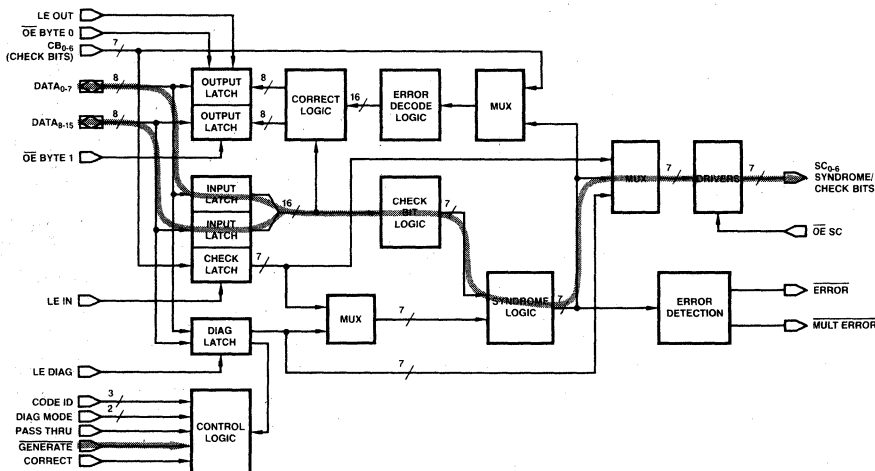 LE OUT
OE BYTE 0
CB0-6
(CHECK BITS)
7
DATA0-7
8
DATA8-15
8
OE BYTE 1
OUTPUT
LATCH
OUTPUT
LATCH
8
8
CORRECT
LOGIC
16
ERROR
DECODE
LOGIC
MUX
INPUT
LATCH
INPUT
LATCH
CHECK
LATCH
16
7
CHECK
BIT
LOGIC
7
MUX
7
DRIVERS
7
SC0-6
SYNDROME/
CHECK BITS
OE SC
LE IN
DIAG
LATCH
MUX
7
SYNDROME
LOGIC
7
ERROR
DETECTION
ERROR
MULT ERROR
7
LE DIAG
CODE ID
3
DIAG MODE
2
PASS THRU
GENERATE
CORRECT
CONTROL
LOGIC